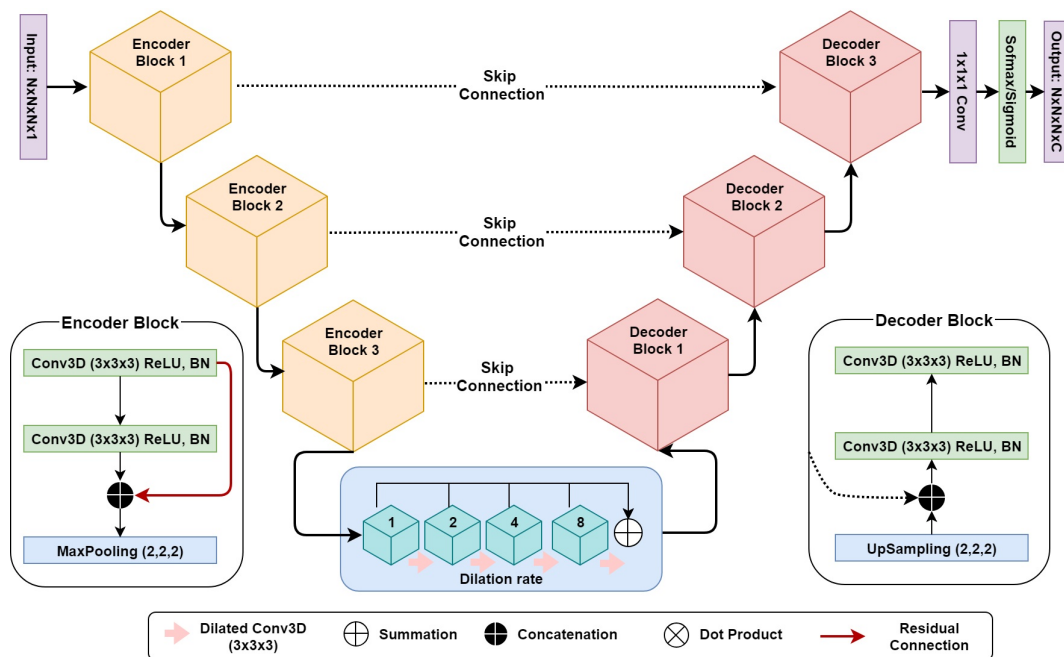 Input: NxNxNx1
Encoder
Block 1
Skip
Connection
Decoder
Block 3
1x1x1 Conv
Sofmax/Sigmoid
Output: NxNxNxC
Encoder
Block 2
Skip
Connection
Decoder
Block 2
Encoder
Block 3
Skip
Connection
Decoder
Block 1
Encoder Block
Conv3D (3x3x3) ReLU, BN
Conv3D (3x3x3) ReLU, BN
MaxPooling (2,2,2)
1
2
4
8
Dilation rate
Decoder Block
Conv3D (3x3x3) ReLU, BN
Conv3D (3x3x3) ReLU, BN
UpSampling (2,2,2)
Dilated Conv3D
(3x3x3)
Summation
Concatenation
Dot Product
Residual
Connection